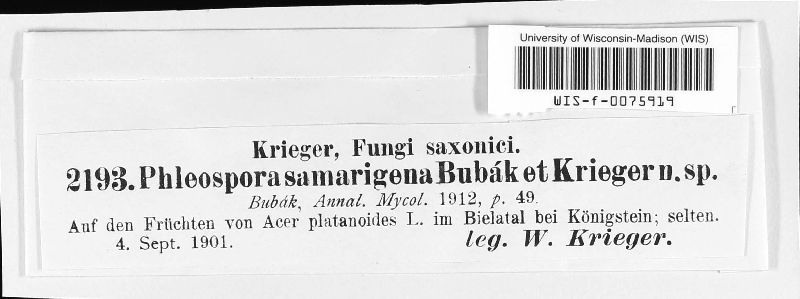 University of Wisconsin-Madison (WIS)
WIS-f-0075919
Krieger, Fungi saxonici.
2193. Phleospora samarigena Bubák et Krieger n. sp.
Bubák, Annal. Mycol. 1912, p. 49.
Auf den Früchten von Acer platanoides L. im Bielatal bei Königstein; selten.
4. Sept. 1901. leg. W. Krieger.